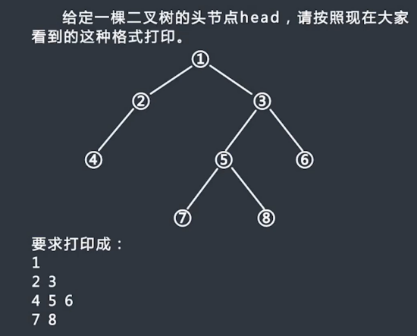 给定一棵二叉树的头节点head，请按照现在大家
看到的这种格式打印。
①
② ③
④ ⑤ ⑥
⑦ ⑧
要求打印成：
1
2 3
4 5 6
7 8